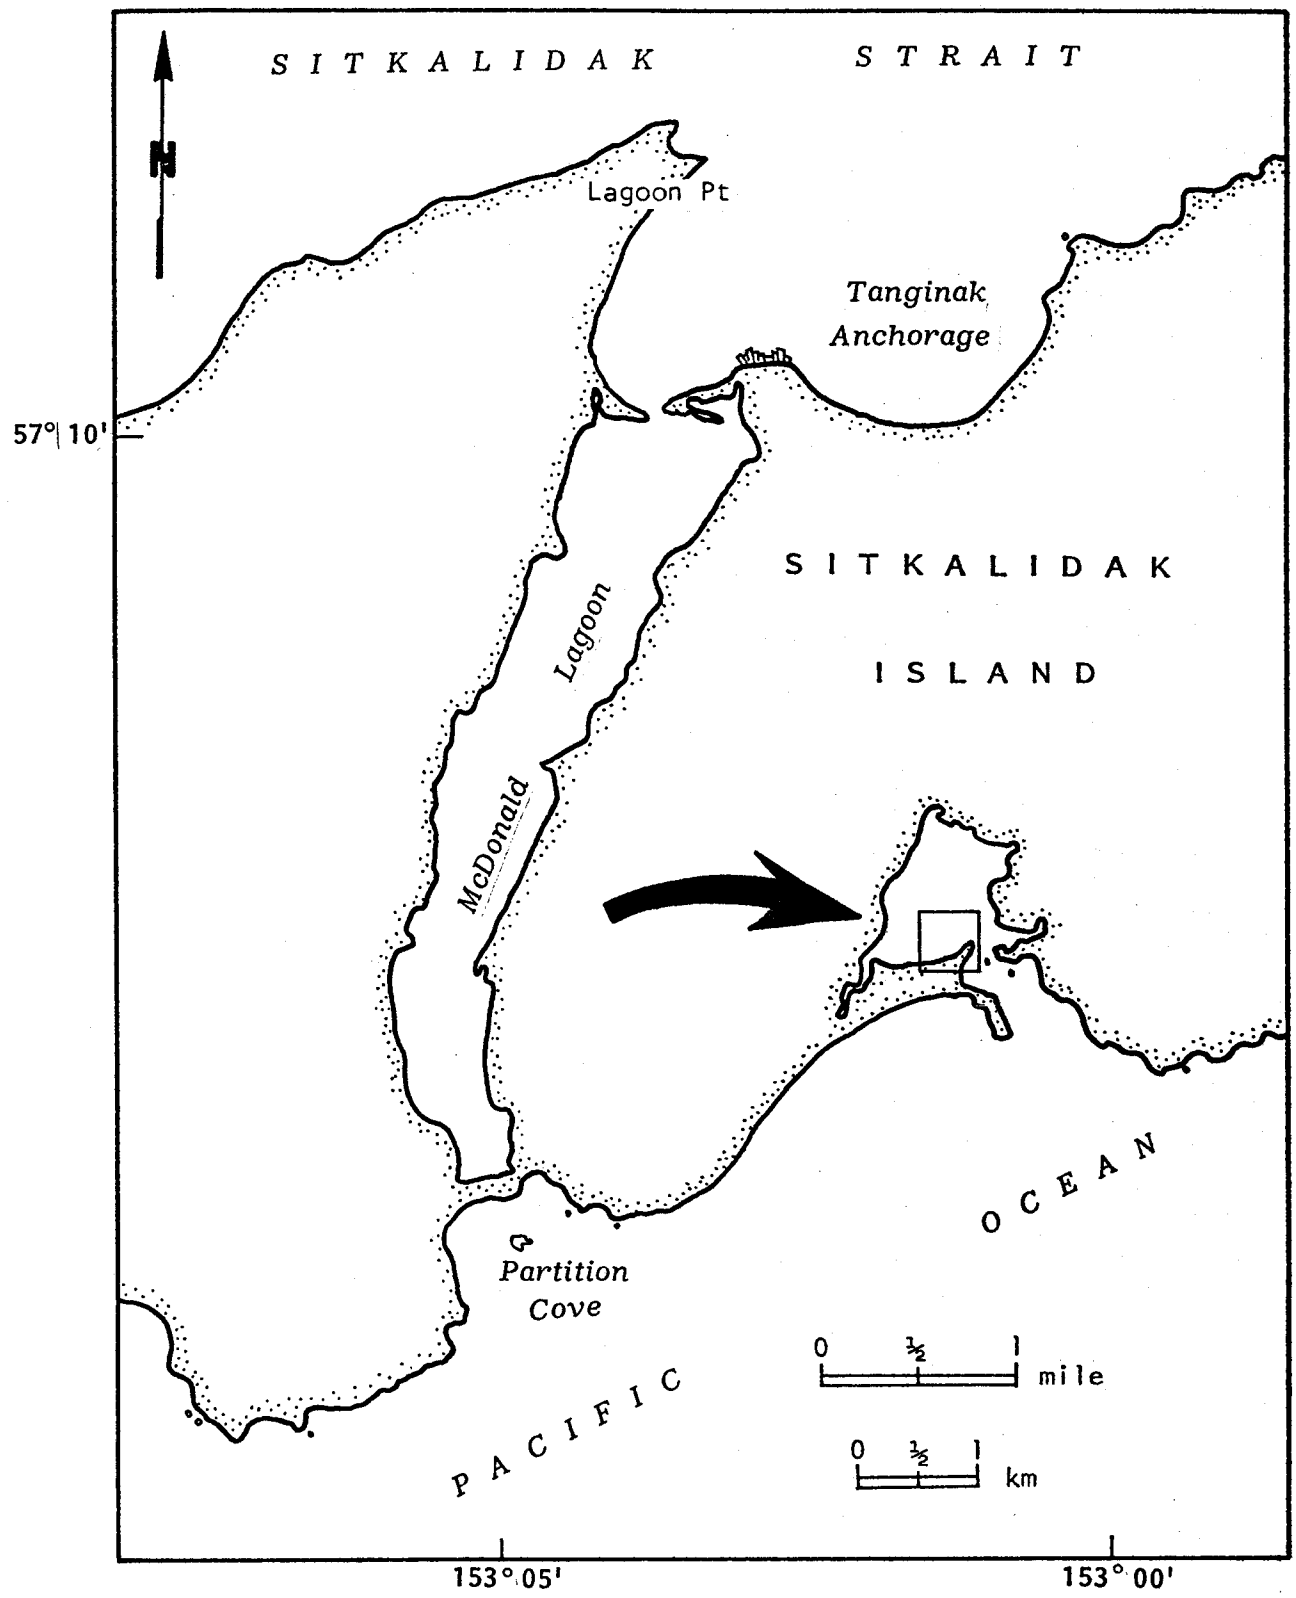 SITKALIDAK STRAIT
N
Lagoon Pt
Tanginak
Anchorage
57° 10'
SITKALIDAK
ISLAND
Lagoon
McDonald
OCEAN
Partition
Cove
PACIFIC
0 ½ 1
mile
0 ½ 1
km
153° 05' 153° 00'